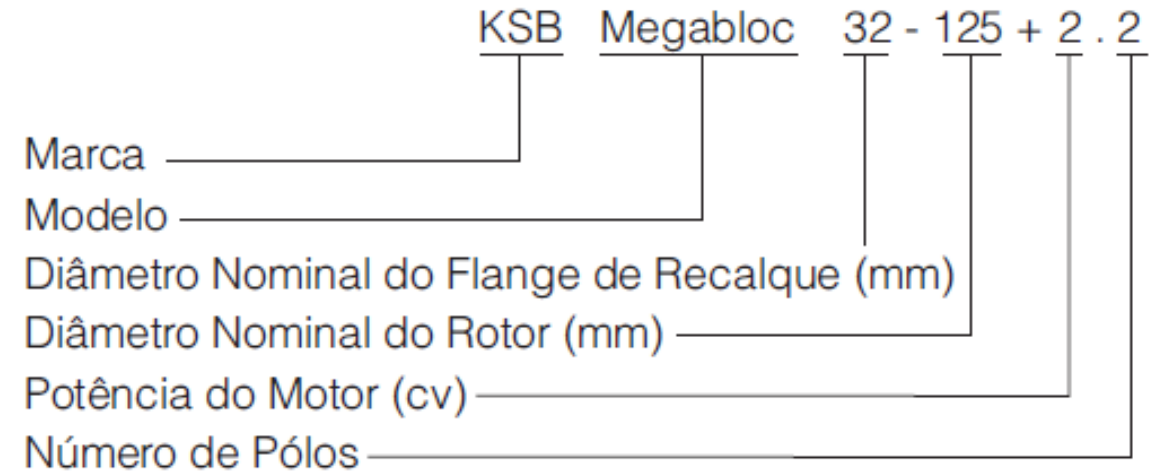 KSB Megabloc 32 - 125 + 2 . 2
Marca
Modelo
Diâmetro Nominal do Flange de Recalque (mm)
Diâmetro Nominal do Rotor (mm)
Potência do Motor (cv)
Número de Pólos